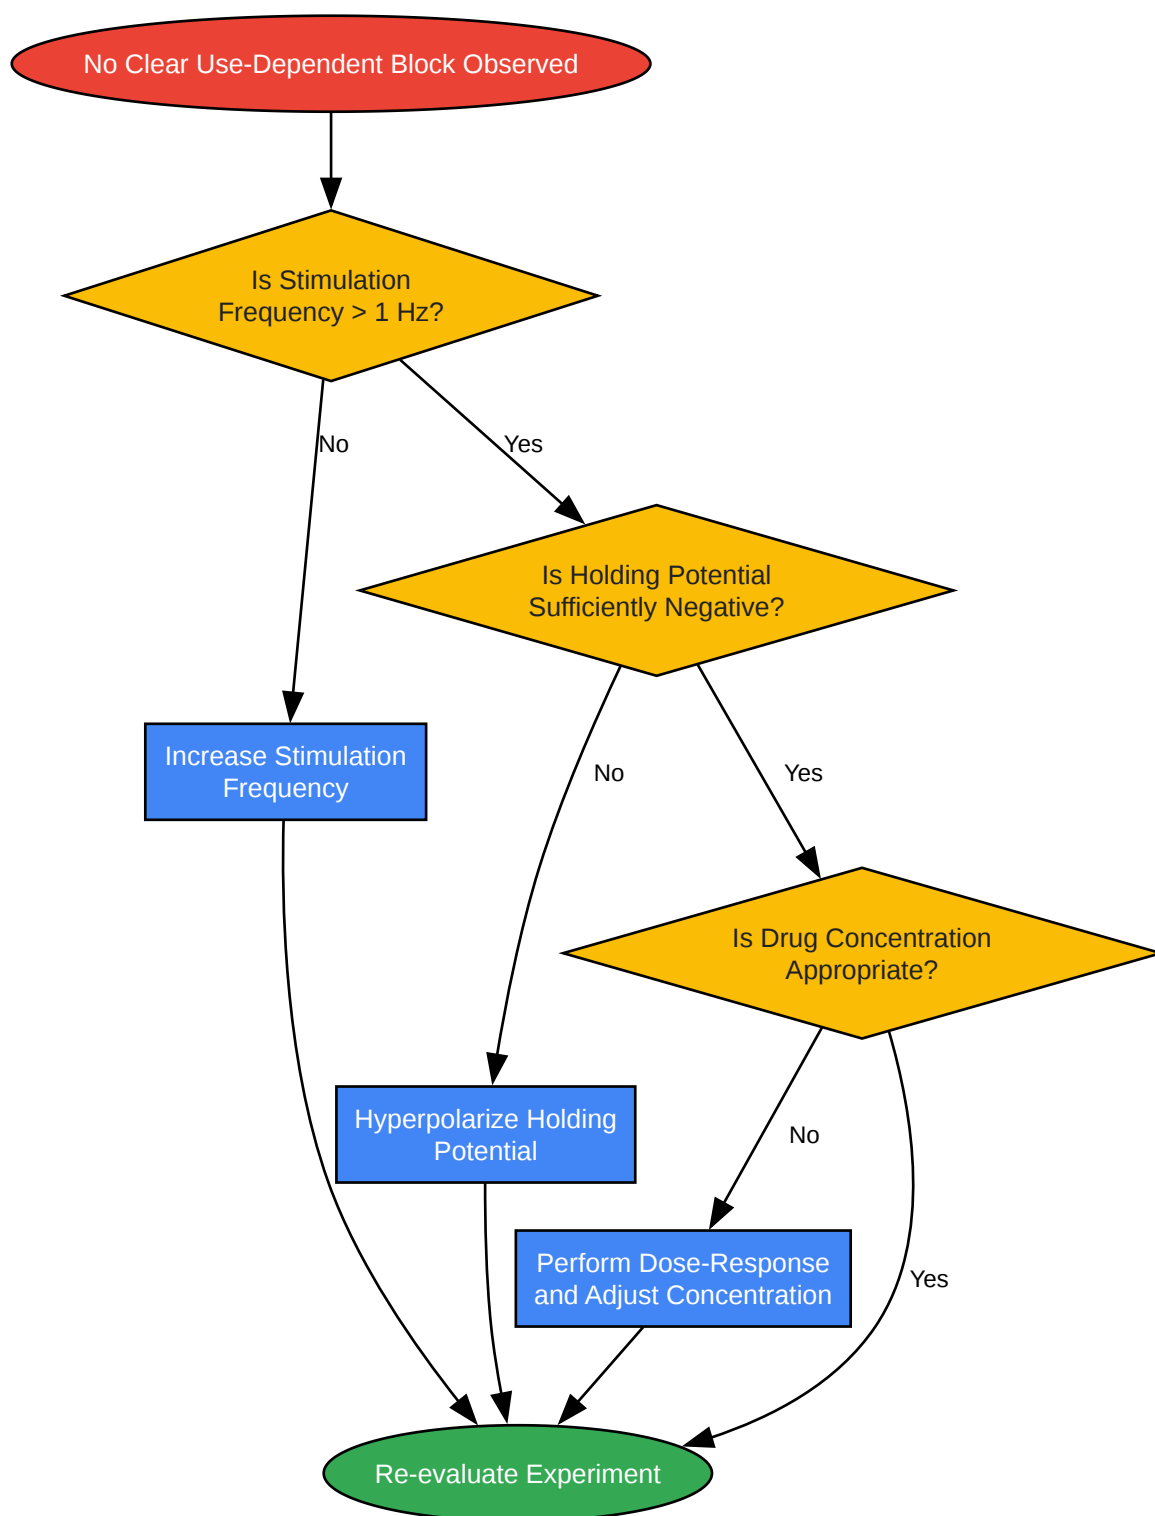 No Clear Use-Dependent Block Observed
Is Stimulation
Frequency > 1 Hz?
No
Yes
Is Holding Potential
Sufficiently Negative?
Increase Stimulation
Frequency
No
Yes
Is Drug Concentration
Appropriate?
Hyperpolarize Holding
Potential
No
Perform Dose-Response
and Adjust Concentration
Yes
Re-evaluate Experiment